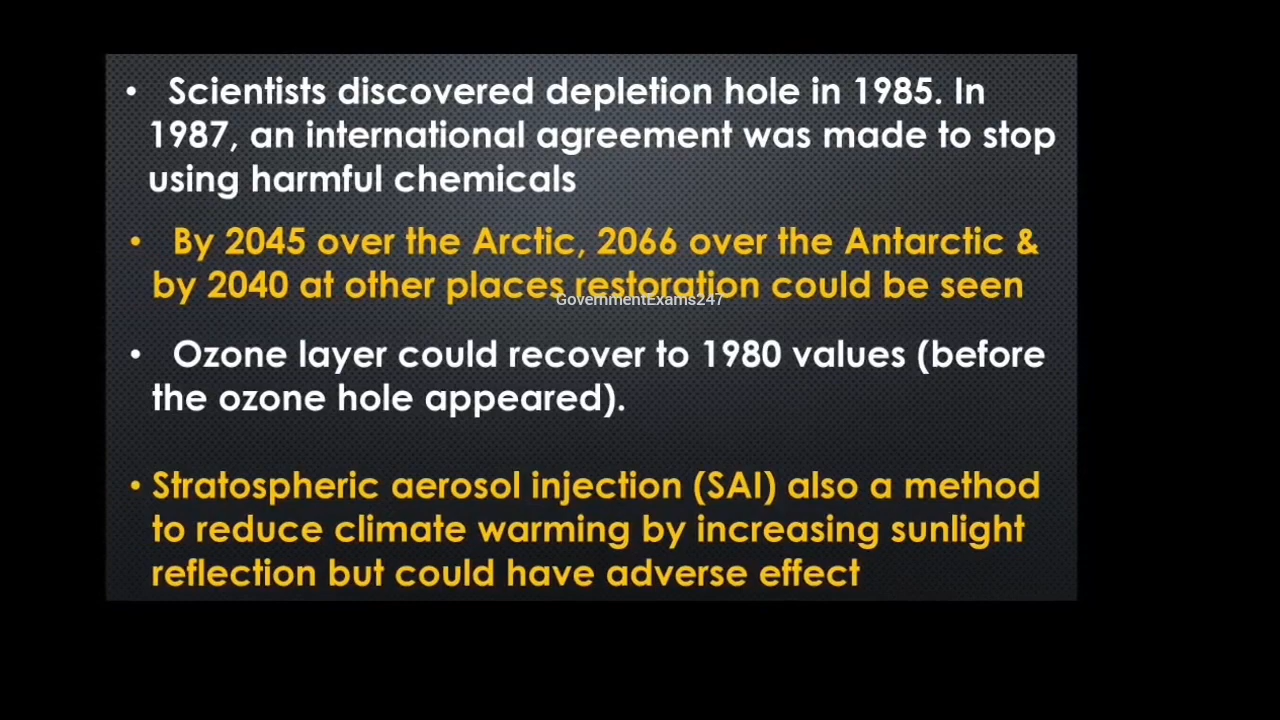 • Scientists discovered depletion hole in 1985. In
1987, an international agreement was made to stop
using harmful chemicals
• By 2045 over the Arctic, 2066 over the Antarctic &
by 2040 at other places restoration could be seen
GovernmentExams247
• Ozone layer could recover to 1980 values (before
the ozone hole appeared).
• Stratospheric aerosol injection (SAI) also a method
to reduce climate warming by increasing sunlight
reflection but could have adverse effect